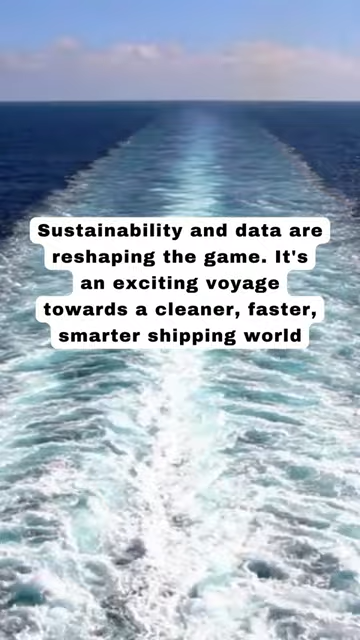 Sustainability and data are
reshaping the game. It's
an exciting voyage
towards a cleaner, faster,
smarter shipping world